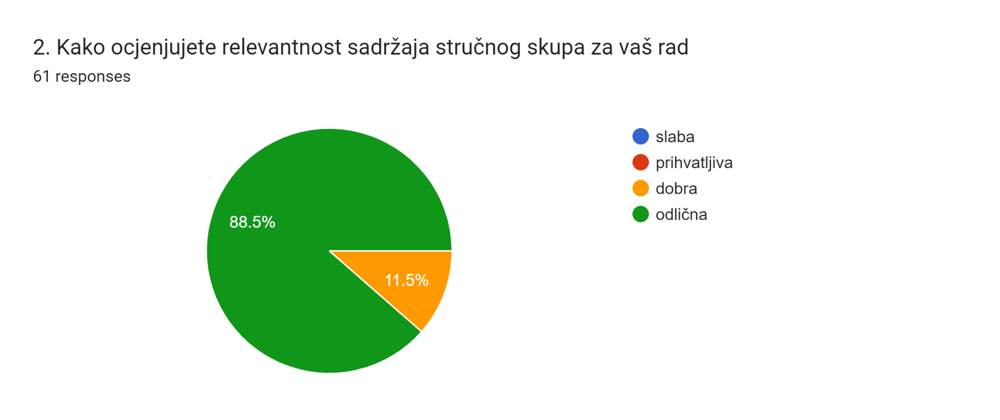 2. Kako ocjenjujete relevantnost sadržaja stručnog skupa za vaš rad
61 responses
slaba
prihvatljiva
dobra
odlična
88.5%
11.5%